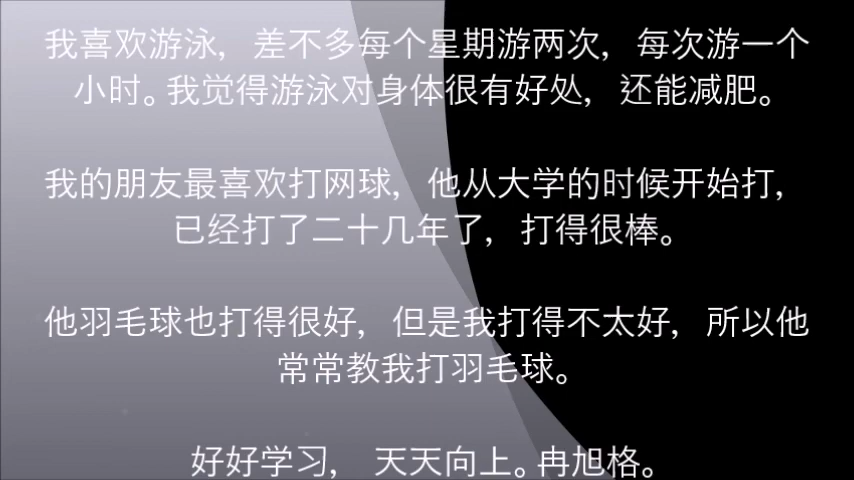 我喜欢游泳，差不多每个星期游两次，每次游一个
小时。我觉得游泳对身体很有好处，还能减肥。
我的朋友最喜欢打网球，他从大学的时候开始打，
已经打了二十几年了，打得很棒。
他羽毛球也打得很好，但是我打得不太好，所以他
常常教我打羽毛球。
好好学习，天天向上。冉旭格。